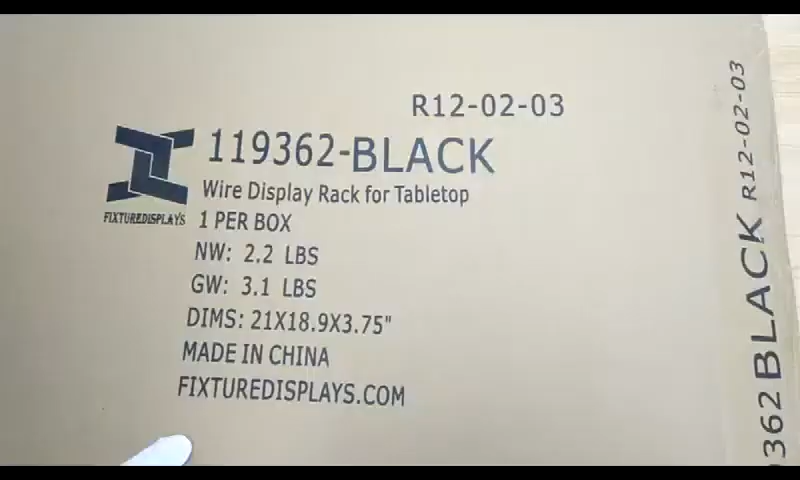 R12-02-03
119362-BLACK
Wire Display Rack for Tabletop
FIXTUREDISPLAYS
1 PER BOX
NW: 2.2 LBS
GW: 3.1 LBS
DIMS: 21X18.9X3.75"
MADE IN CHINA
FIXTUREDISPLAYS.COM
362 BLACK R12-02-03